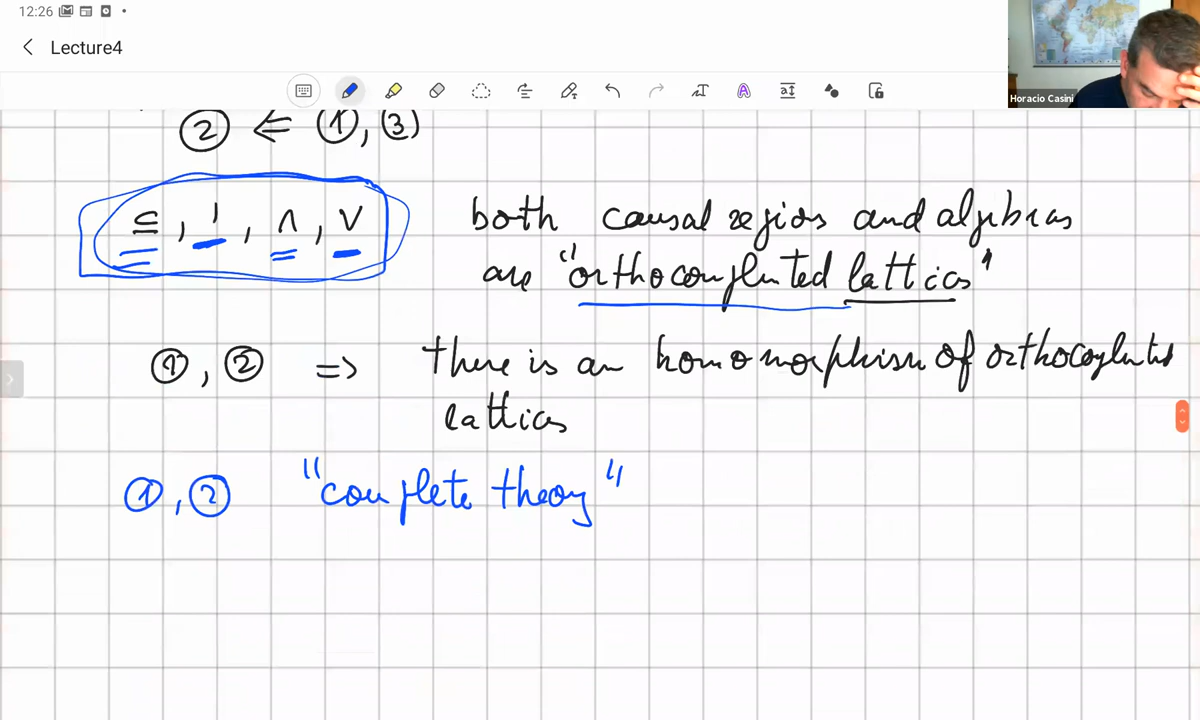 12:26
Lecture4
Horacio Casini
② ⇐ ①, ③
⊆, ', ∧, ∨ both causal regions and algebras
are "orthocomplemented lattices"
①, ② => there is an homomorphism of orthocomplemented
lattices
①, ② "complete theory"